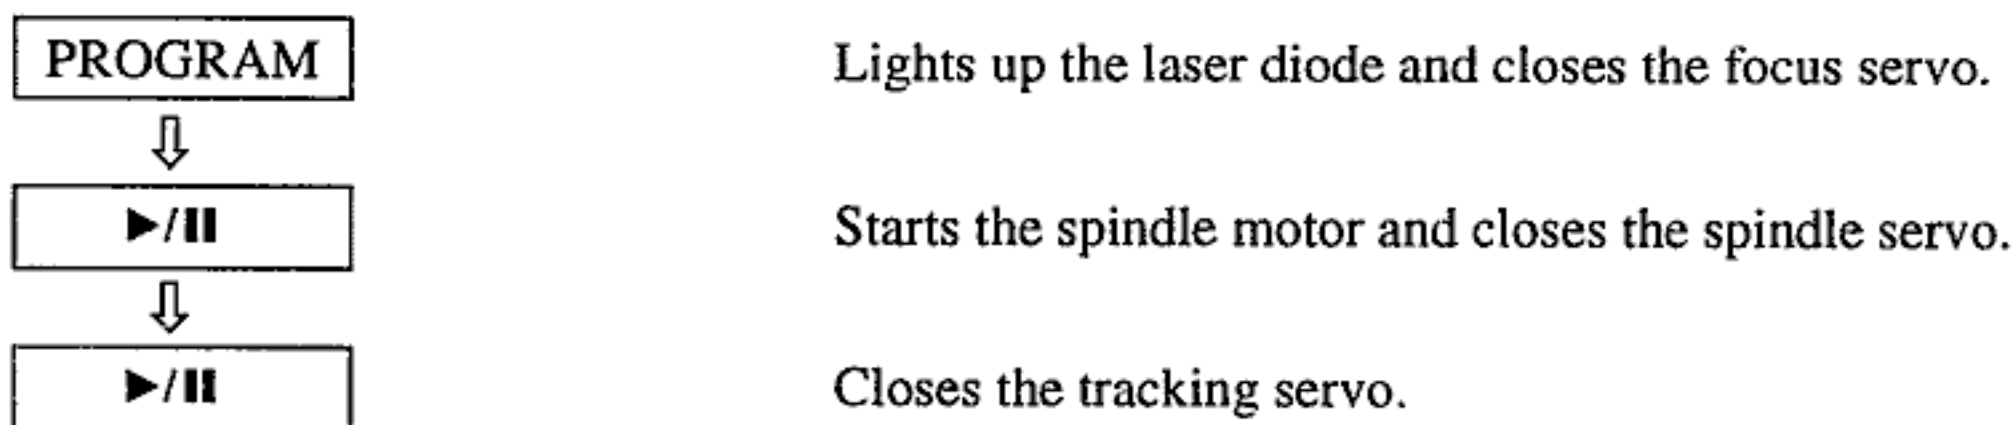 PROGRAM Lights up the laser diode and closes the focus servo.
▶/II Starts the spindle motor and closes the spindle servo.
▶/II Closes the tracking servo.